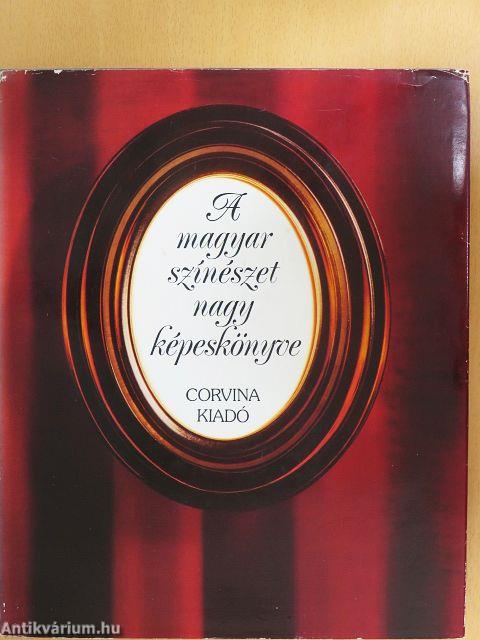 A
magyar
színészet
nagy
képeskönyve
CORVINA
KIADÓ
Antikvárium.hu